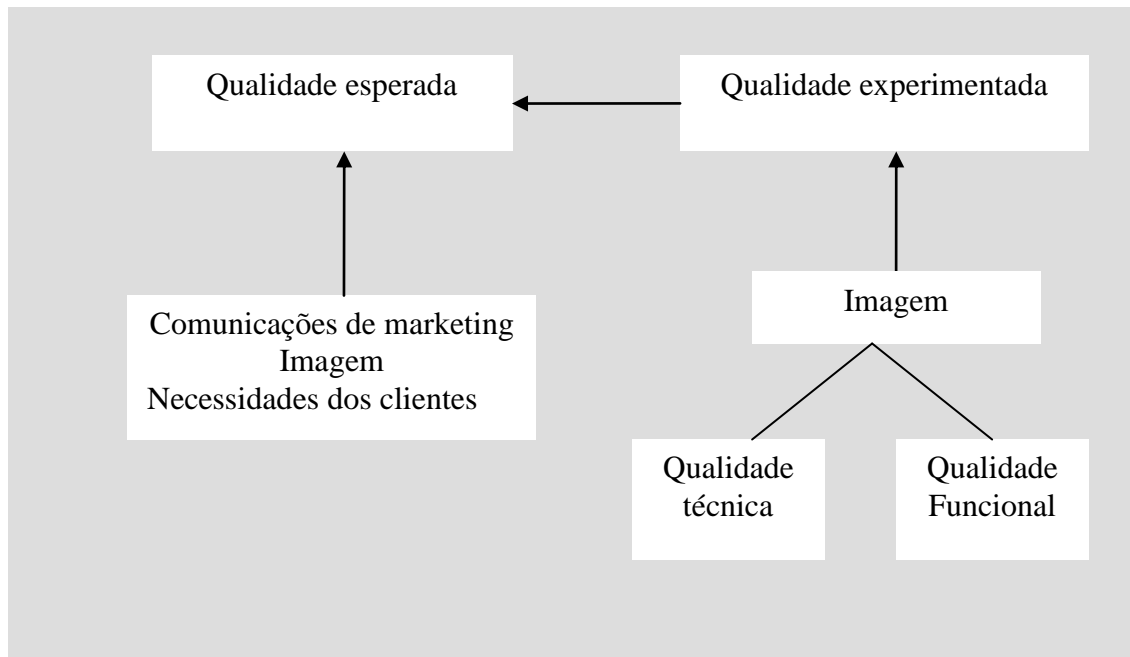 Qualidade esperada
Qualidade experimentada
Comunicações de marketing
Imagem
Necessidades dos clientes
Imagem
Qualidade
técnica
Qualidade
Funcional